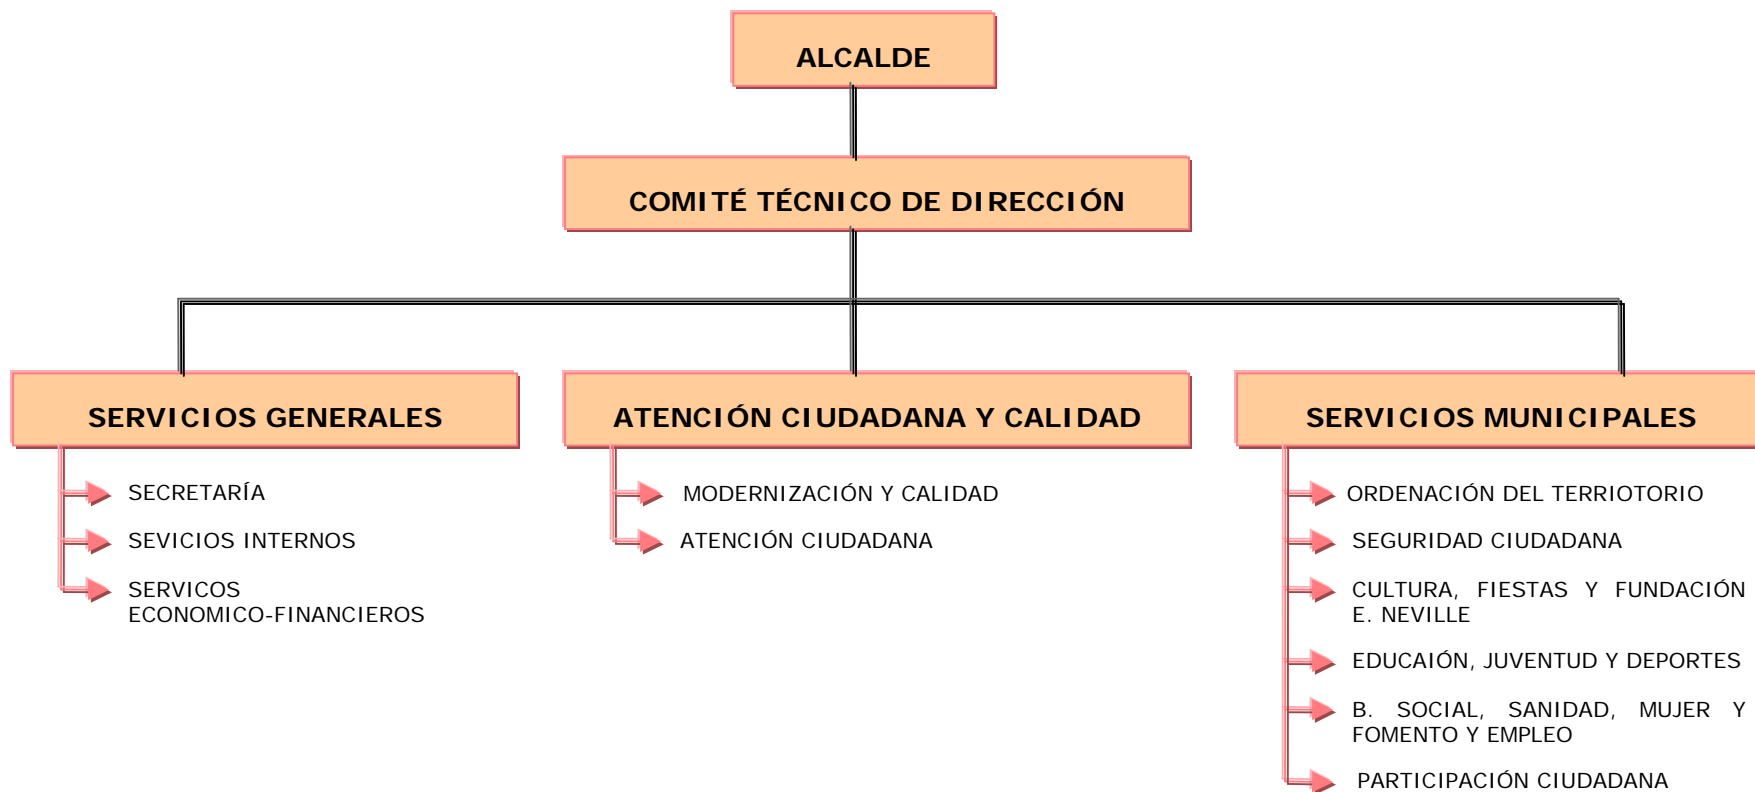 ALCALDE
COMITÉ TÉCNICO DE DIRECCIÓN
SERVICIOS GENERALES
SECRETARÍA
SEVICIOS INTERNOS
SERVICOS
ECONOMICO-FINANCIEROS
ATENCIÓN CIUDADANA Y CALIDAD
MODERNIZACIÓN Y CALIDAD
ATENCIÓN CIUDADANA
SERVICIOS MUNICIPALES
ORDENACIÓN DEL TERRIOTORIO
SEGURIDAD CIUDADANA
CULTURA, FIESTAS Y FUNDACIÓN
E. NEVILLE
EDUCAIÓN, JUVENTUD Y DEPORTES
B. SOCIAL, SANIDAD, MUJER Y
FOMENTO Y EMPLEO
PARTICIPACIÓN CIUDADANA